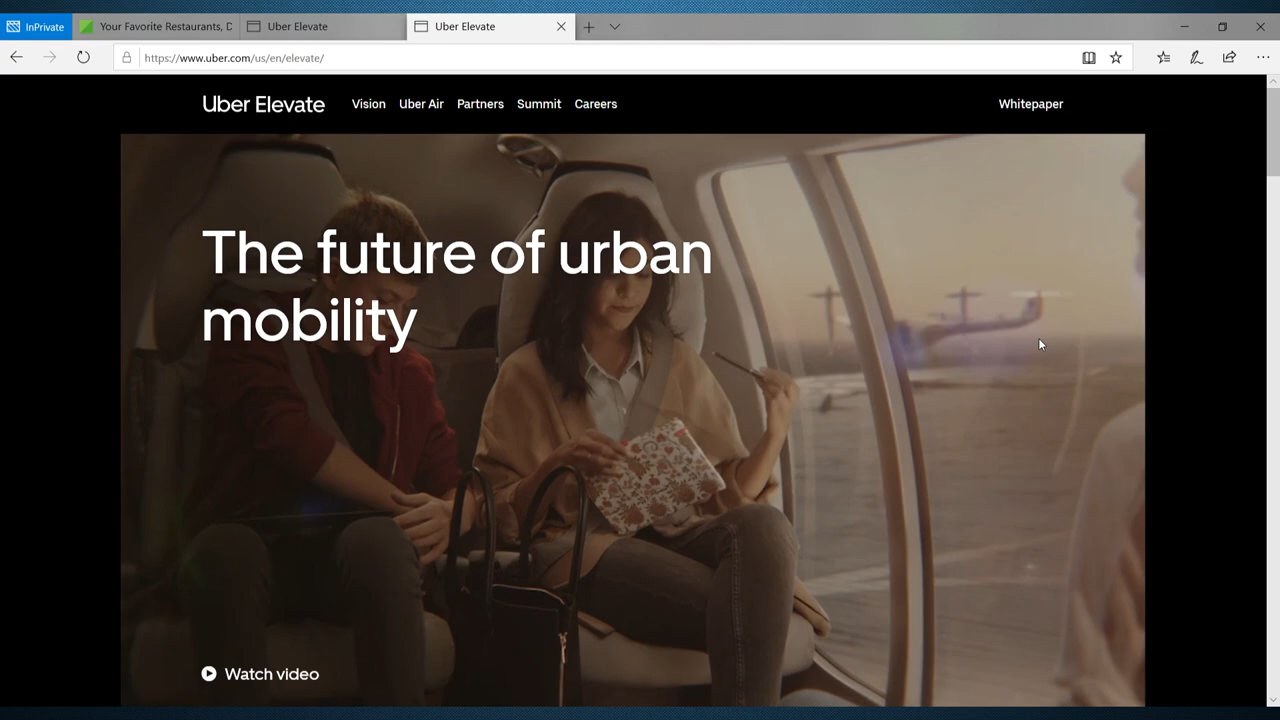 InPrivate
Your Favorite Restaurants, D
Uber Elevate
Uber Elevate
https://www.uber.com/us/en/elevate/
Uber Elevate
Vision
Uber Air
Partners
Summit
Careers
Whitepaper
The future of urban
mobility
Watch video